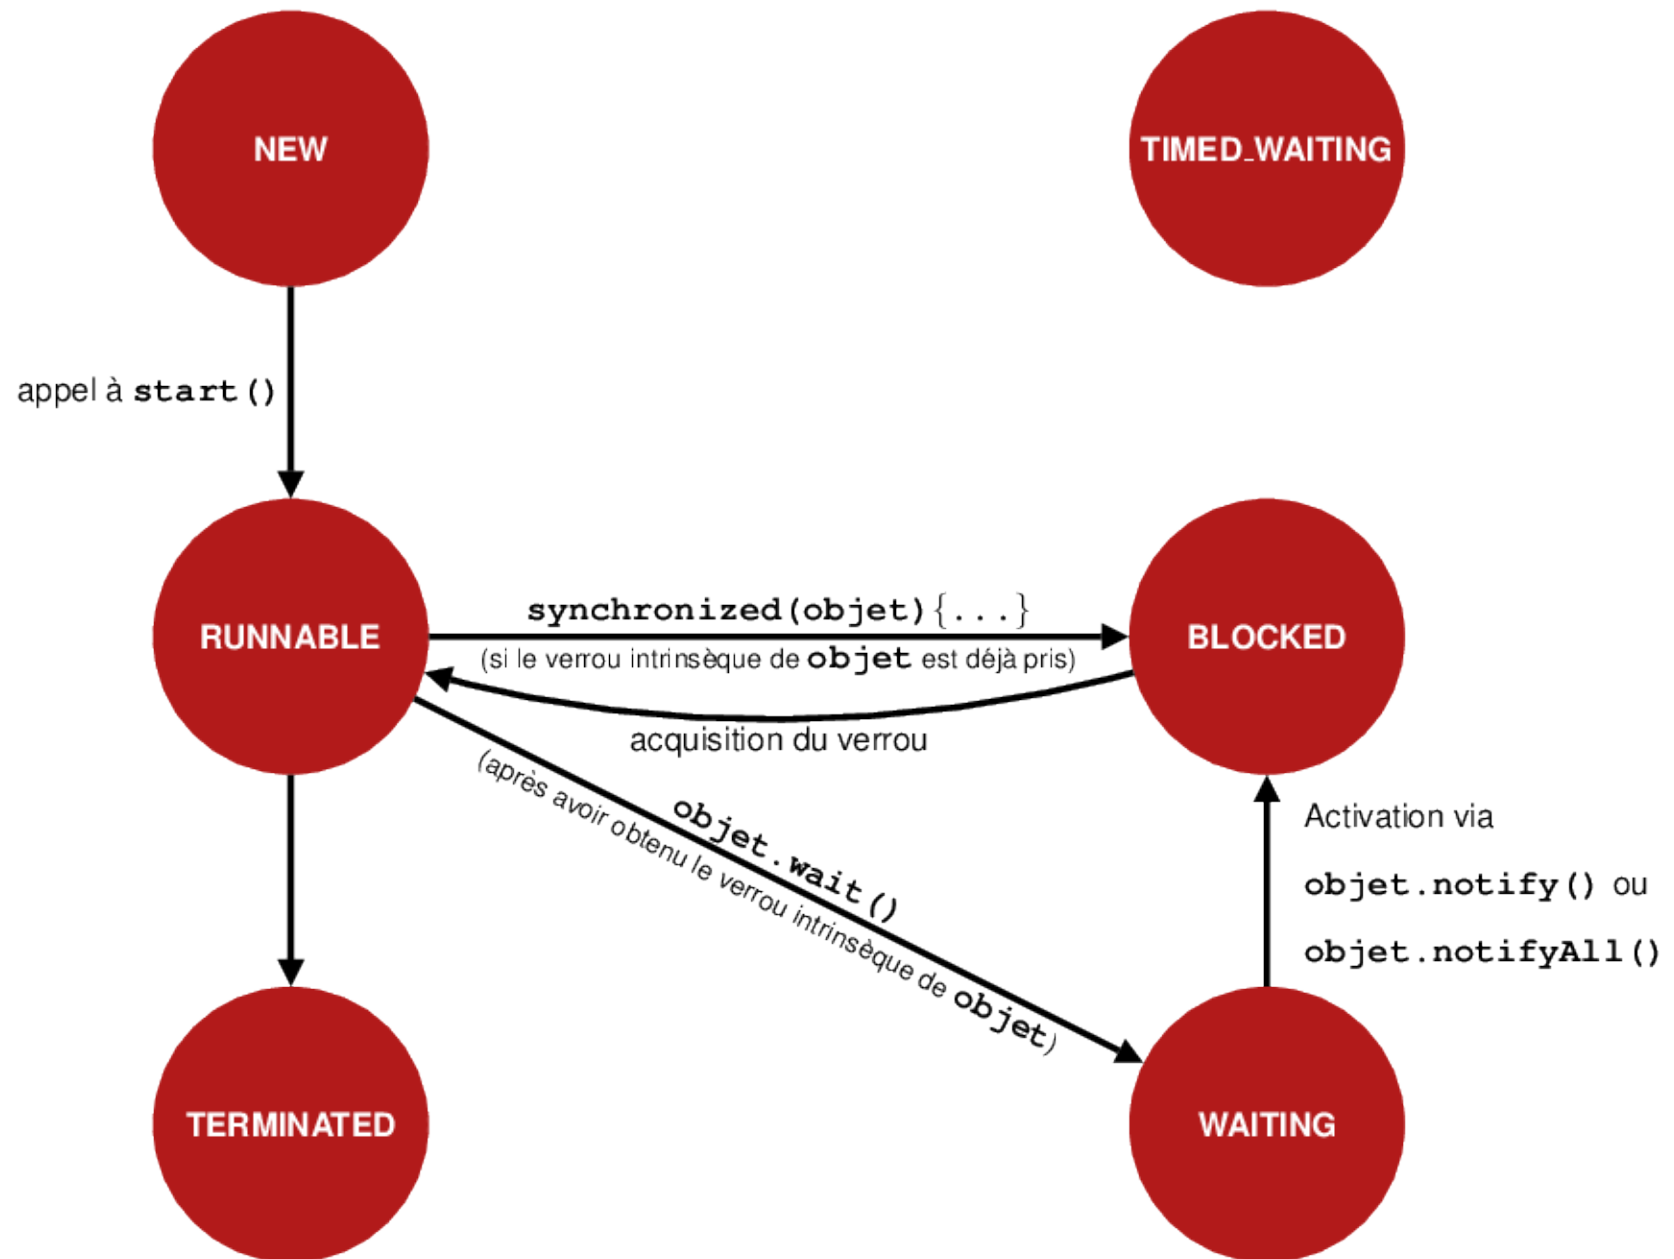 NEW
TIMED_WAITING
appel à start()
RUNNABLE
synchronized(objet){...}
(si le verrou intrinsèque de objet est déjà pris)
BLOCKED
acquisition du verrou
objet.wait()
(après avoir obtenu le verrou intrinsèque de objet)
Activation via
objet.notify() ou
objet.notifyAll()
TERMINATED
WAITING